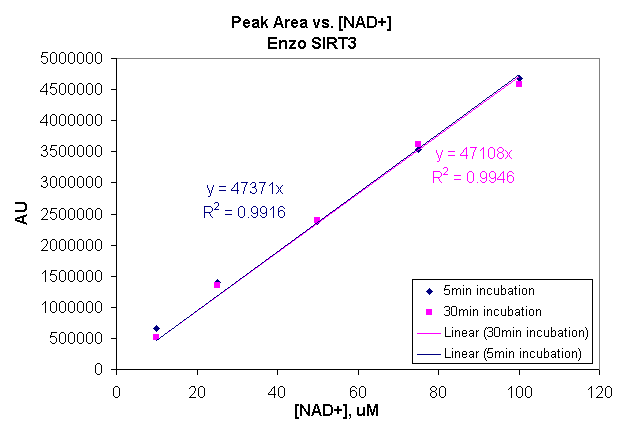 Peak Area vs. [NAD+]
Enzo SIRT3
5000000
4500000
4000000
3500000
3000000
2500000
2000000
1500000
1000000
500000
0
AU
y = 47371x
R² = 0.9916
y = 47108x
R² = 0.9946
5min incubation
30min incubation
Linear (30min incubation)
Linear (5min incubation)
0 20 40 60 80 100 120
[NAD+], uM